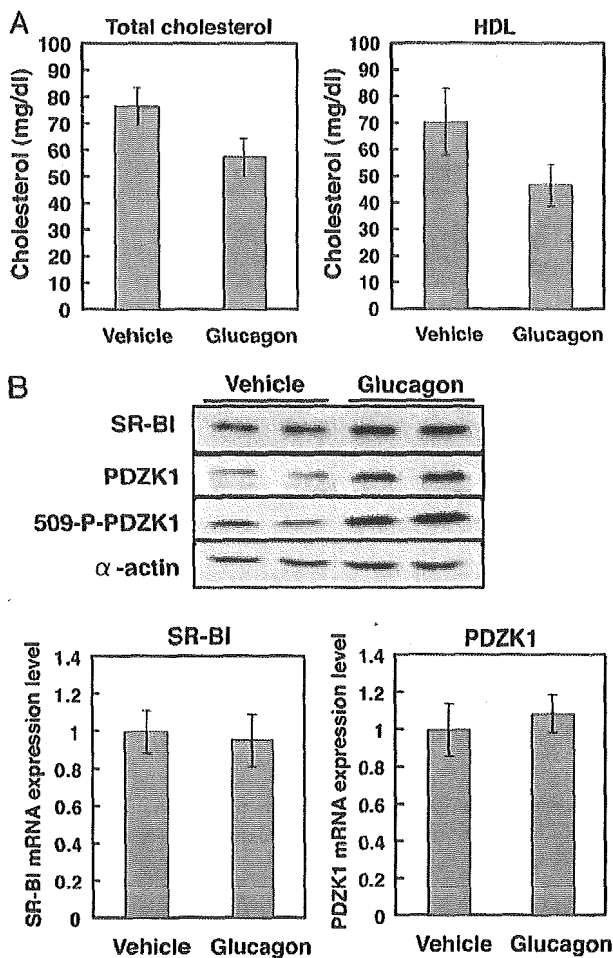 A
Total cholesterol
HDL
Cholesterol (mg/dl)
100
90
80
70
60
50
40
30
20
10
0
Vehicle Glucagon
Cholesterol (mg/dl)
100
90
80
70
60
50
40
30
20
10
0
Vehicle Glucagon
B
Vehicle Glucagon
SR-BI
PDZK1
509-P-PDZK1
α-actin
SR-BI
SR-BI mRNA expression level
1.4
1.2
1
0.8
0.6
0.4
0.2
0
Vehicle Glucagon
PDZK1
PDZK1 mRNA expression level
1.4
1.2
1
0.8
0.6
0.4
0.2
0
Vehicle Glucagon